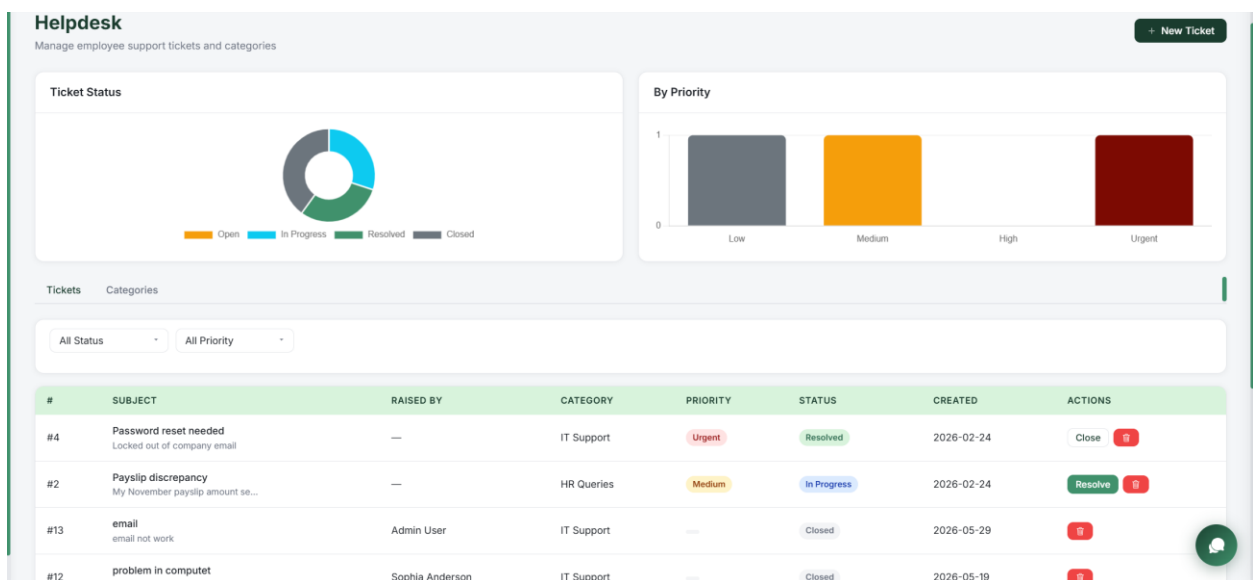 Helpdesk
Manage employee support tickets and categories
+ New Ticket
Ticket Status
Open In Progress Resolved Closed
By Priority
1
0
Low Medium High Urgent
Tickets Categories
All Status All Priority
# SUBJECT RAISED BY CATEGORY PRIORITY STATUS CREATED ACTIONS
#4 Password reset needed — IT Support Urgent Resolved 2026-02-24 Close
Locked out of company email
#2 Payslip discrepancy — HR Queries Medium In Progress 2026-02-24 Resolve
My November payslip amount se...
#13 email Admin User IT Support Closed 2026-05-29
email not work
#12 problem in computet Sophia Anderson IT Support Closed 2026-05-19